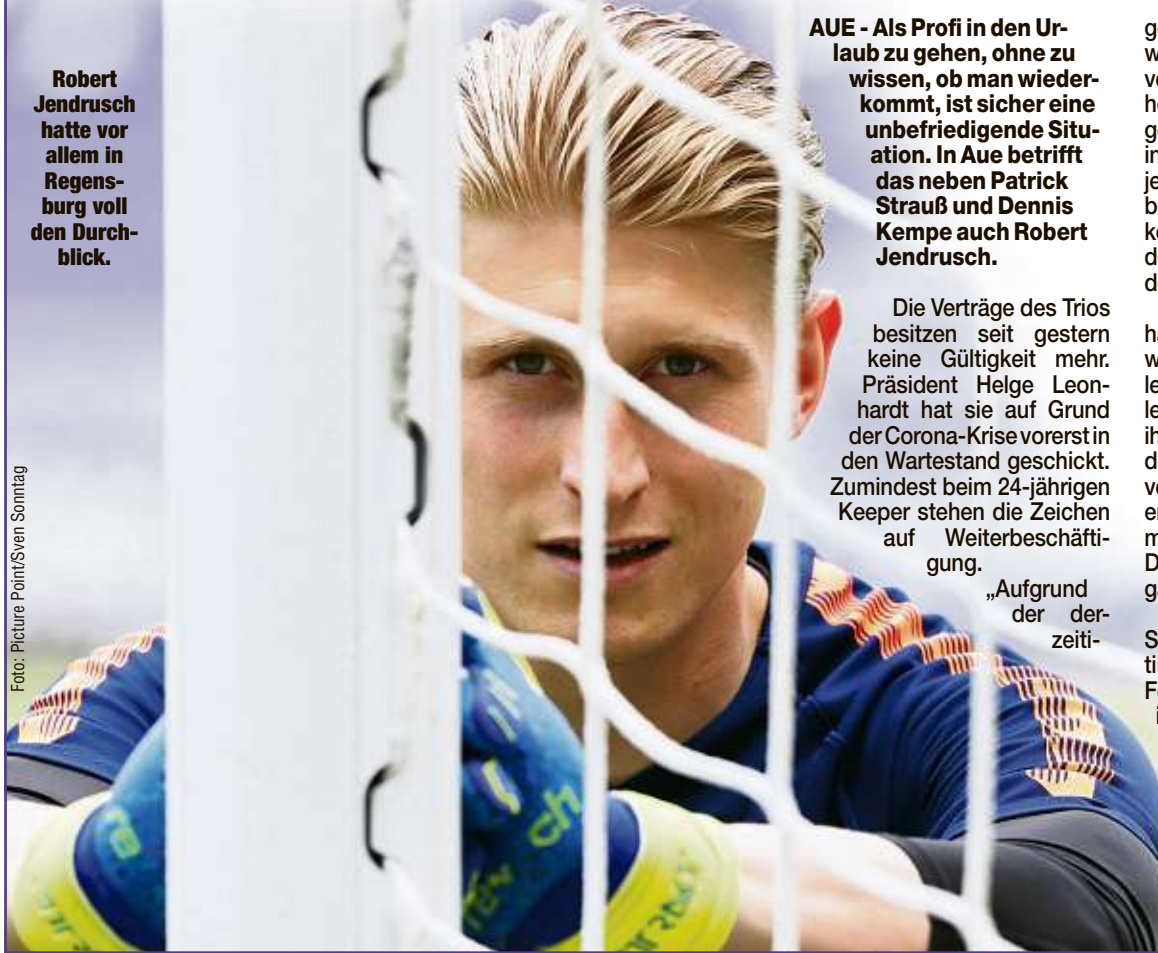 Robert
Jendrusch
hatte vor
allem in
Regens-
burg voll
den Durch-
blick.
Foto: Picture Point/Sven Sonntag
AUE - Als Profi in den Ur-
laub zu gehen, ohne zu
wissen, ob man wieder-
kommt, ist sicher eine
unbefriedigende Situ-
ation. In Aue betrifft
das neben Patrick
Strauß und Dennis
Kempe auch Robert
Jendrusch.
Die Verträge des Trios
besitzen seit gestern
keine Gültigkeit mehr.
Präsident Helge Leon-
hardt hat sie auf Grund
der Corona-Krise vorerst in
den Wartestand geschickt.
Zumindest beim 24-jährigen
Keeper stehen die Zeichen
auf Weiterbeschäfti-
gung.
„Aufgrund
der der-
zeiti-